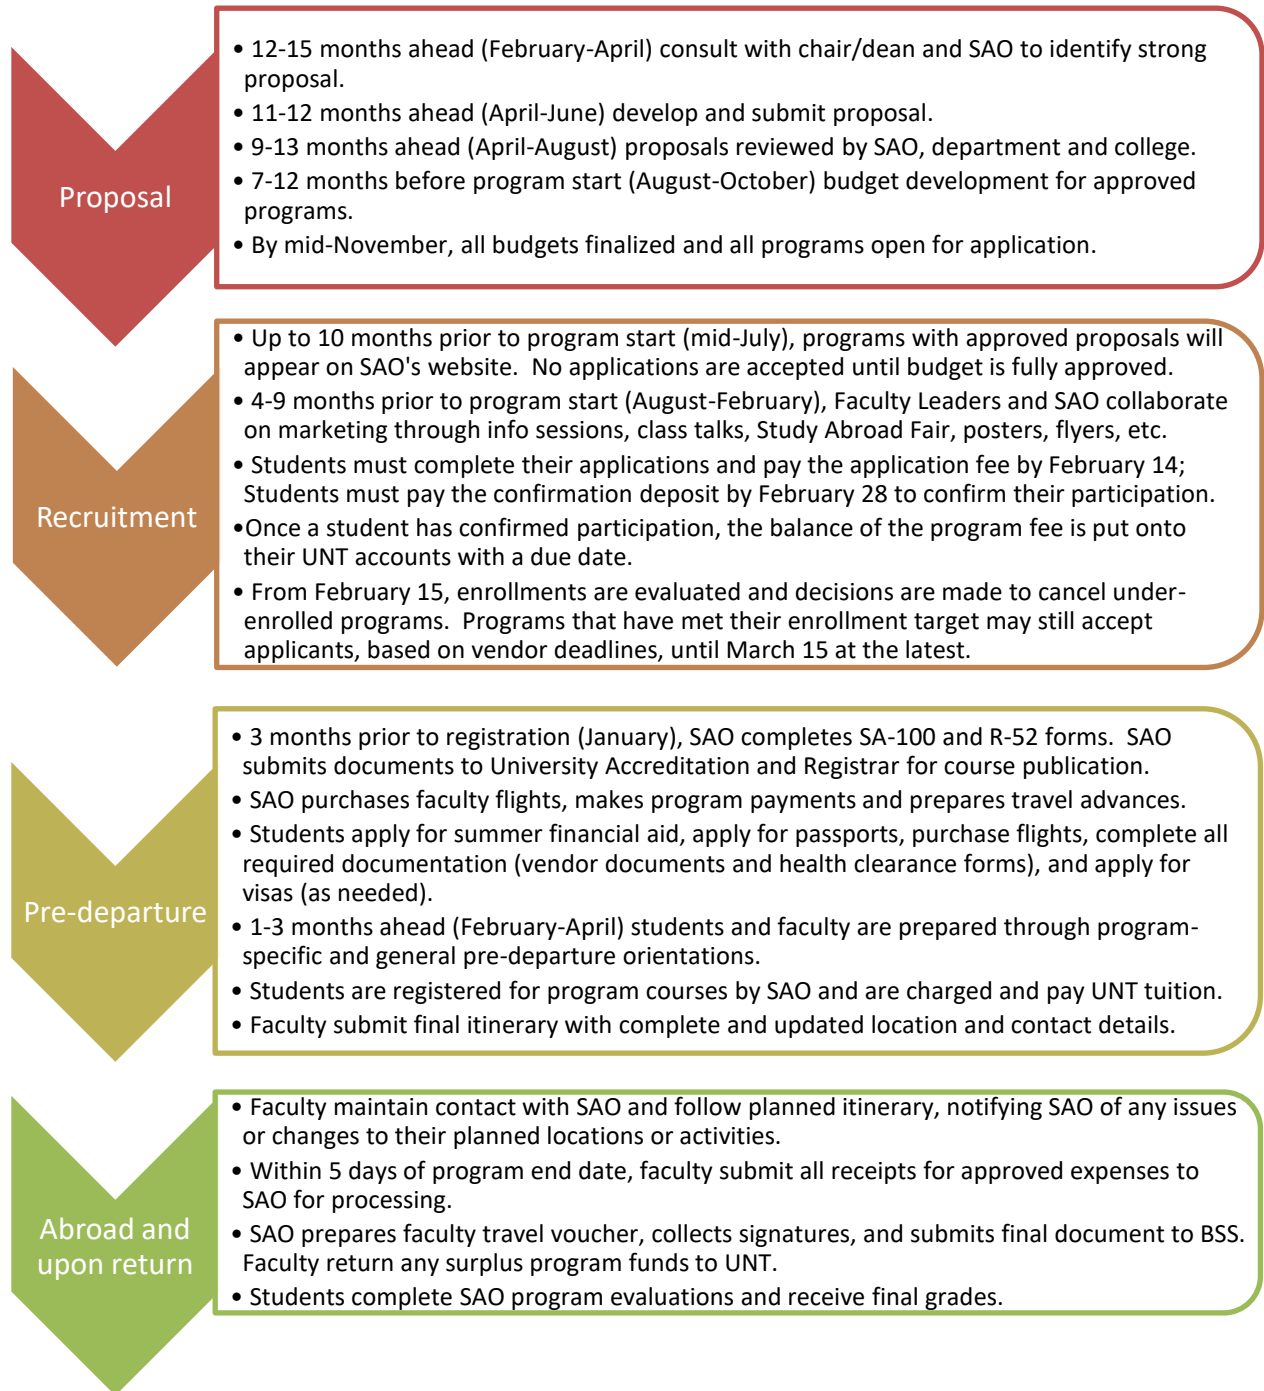 Proposal
• 12-15 months ahead (February-April) consult with chair/dean and SAO to identify strong
proposal.
• 11-12 months ahead (April-June) develop and submit proposal.
• 9-13 months ahead (April-August) proposals reviewed by SAO, department and college.
• 7-12 months before program start (August-October) budget development for approved
programs.
• By mid-November, all budgets finalized and all programs open for application.
Recruitment
• Up to 10 months prior to program start (mid-July), programs with approved proposals will
appear on SAO's website.  No applications are accepted until budget is fully approved.
• 4-9 months prior to program start (August-February), Faculty Leaders and SAO collaborate
on marketing through info sessions, class talks, Study Abroad Fair, posters, flyers, etc.
• Students must complete their applications and pay the application fee by February 14;
Students must pay the confirmation deposit by February 28 to confirm their participation.
•Once a student has confirmed participation, the balance of the program fee is put onto
their UNT accounts with a due date.
• From February 15, enrollments are evaluated and decisions are made to cancel under-
enrolled programs.  Programs that have met their enrollment target may still accept
applicants, based on vendor deadlines, until March 15 at the latest.
Pre-departure
• 3 months prior to registration (January), SAO completes SA-100 and R-52 forms.  SAO
submits documents to University Accreditation and Registrar for course publication.
• SAO purchases faculty flights, makes program payments and prepares travel advances.
• Students apply for summer financial aid, apply for passports, purchase flights, complete all
required documentation (vendor documents and health clearance forms), and apply for
visas (as needed).
• 1-3 months ahead (February-April) students and faculty are prepared through program-
specific and general pre-departure orientations.
• Students are registered for program courses by SAO and are charged and pay UNT tuition.
• Faculty submit final itinerary with complete and updated location and contact details.
Abroad and
upon return
• Faculty maintain contact with SAO and follow planned itinerary, notifying SAO of any issues
or changes to their planned locations or activities.
• Within 5 days of program end date, faculty submit all receipts for approved expenses to
SAO for processing.
• SAO prepares faculty travel voucher, collects signatures, and submits final document to BSS.
Faculty return any surplus program funds to UNT.
• Students complete SAO program evaluations and receive final grades.